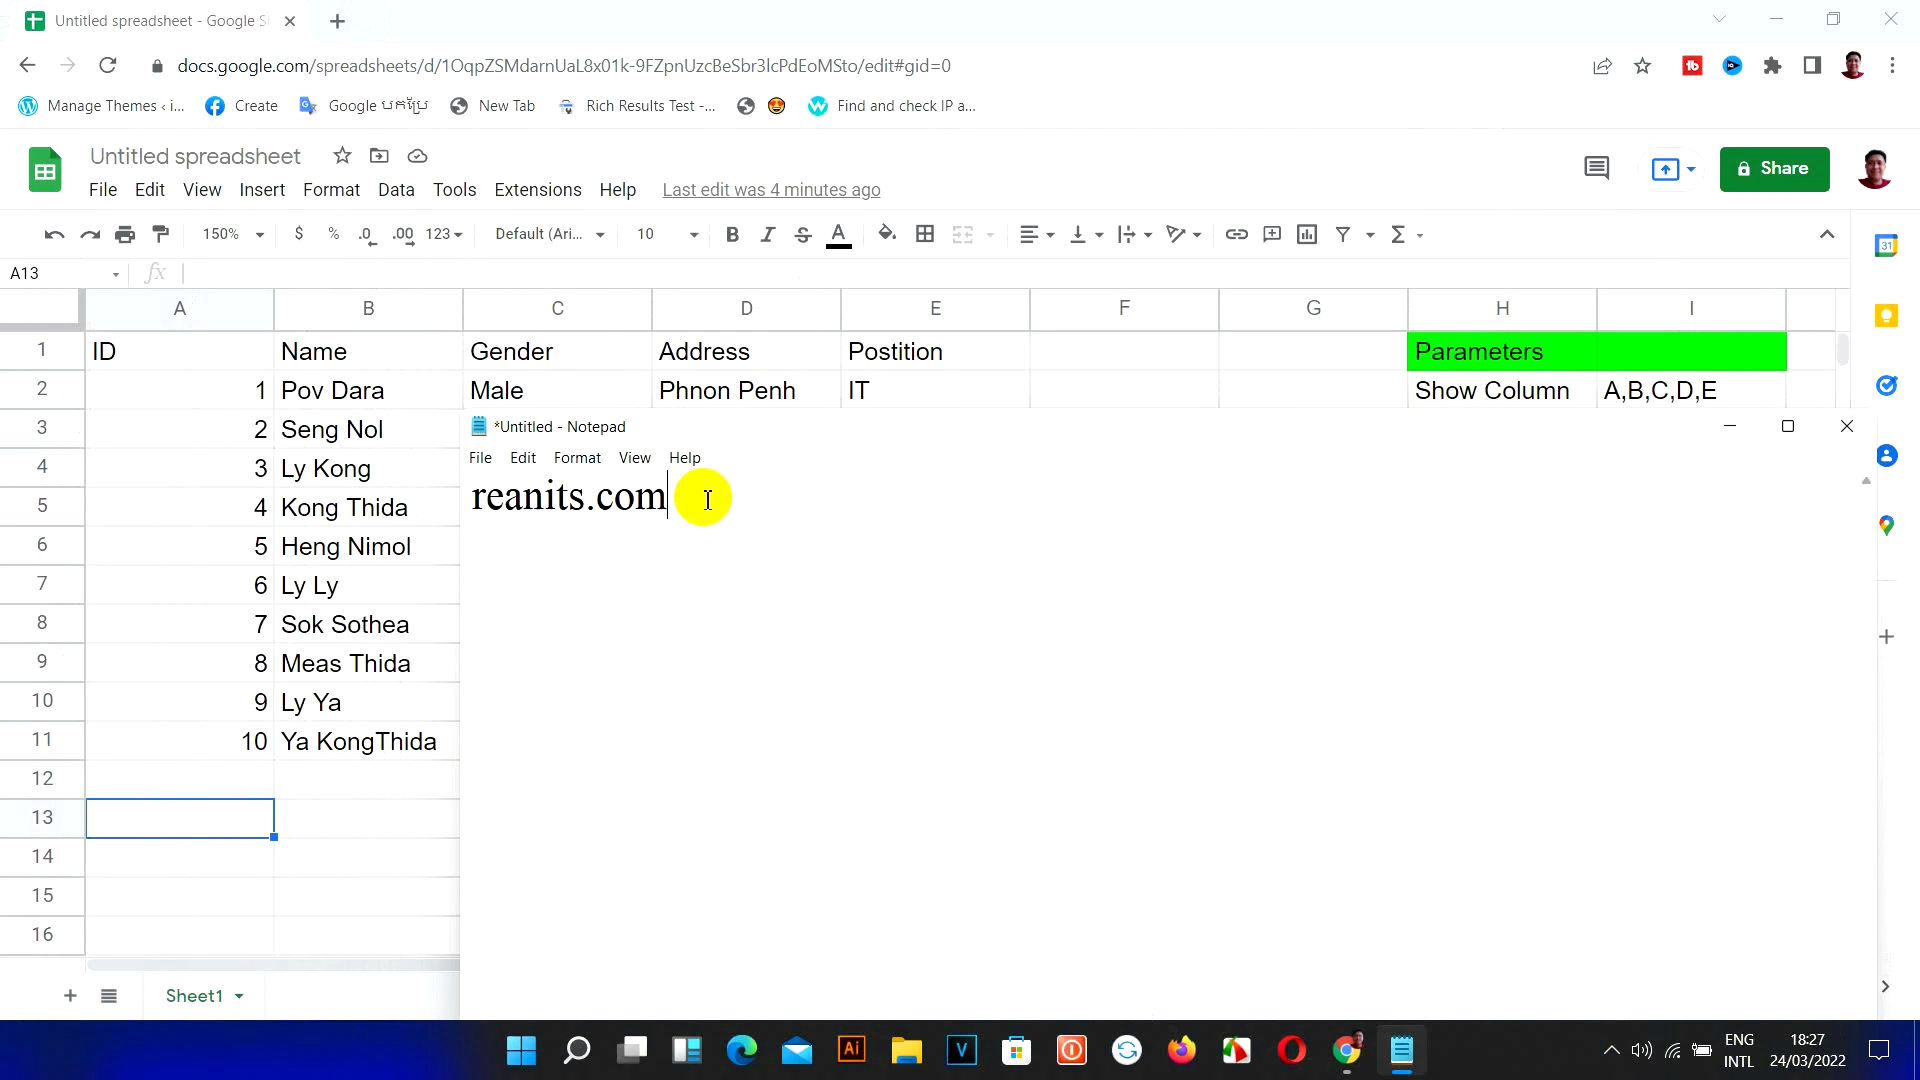 Untitled spreadsheet - Google S
docs.google.com/spreadsheets/d/1OqpZSMdarnUaL8x01k-9FZpnUzcBeSbr3lcPdEoMSto/edit#gid=0
Manage Themes ‹ i... Create Google បកប្រែ New Tab Rich Results Test -... Find and check IP a...
Untitled spreadsheet
File Edit View Insert Format Data Tools Extensions Help Last edit was 4 minutes ago
Share
150% $ % .0 .00 123 Default (Ari... 10 B I S A Σ
A13 fx
A B C D E F G H I
1 ID Name Gender Address Postition Parameters
2 1 Pov Dara Male Phnon Penh IT Show Column A,B,C,D,E
3 2 Seng Nol
4 3 Ly Kong
5 4 Kong Thida
6 5 Heng Nimol
7 6 Ly Ly
8 7 Sok Sothea
9 8 Meas Thida
10 9 Ly Ya
11 10 Ya KongThida
12
13
14
15
16
*Untitled - Notepad
File Edit Format View Help
reanits.com
Sheet1
ENG 18:27
INTL 24/03/2022